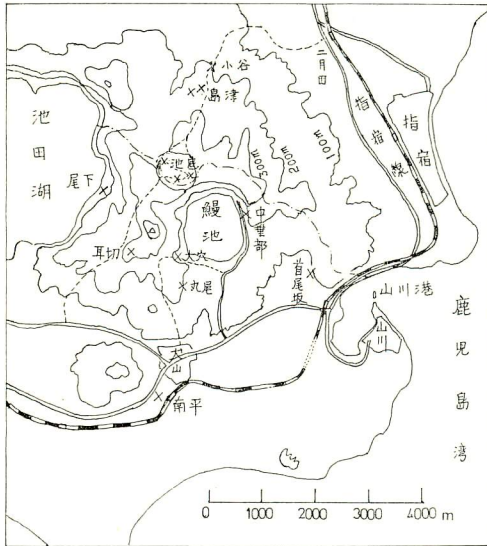 小谷
島津
二月田
指宿線
指宿
池田湖
尾下
池底
300m
200m
100m
鰻池
中重部
耳切
大穴
丸尾
首尾坂
山川港
山川
鹿児島湾
大山
南平
0 1000 2000 3000 4000 m